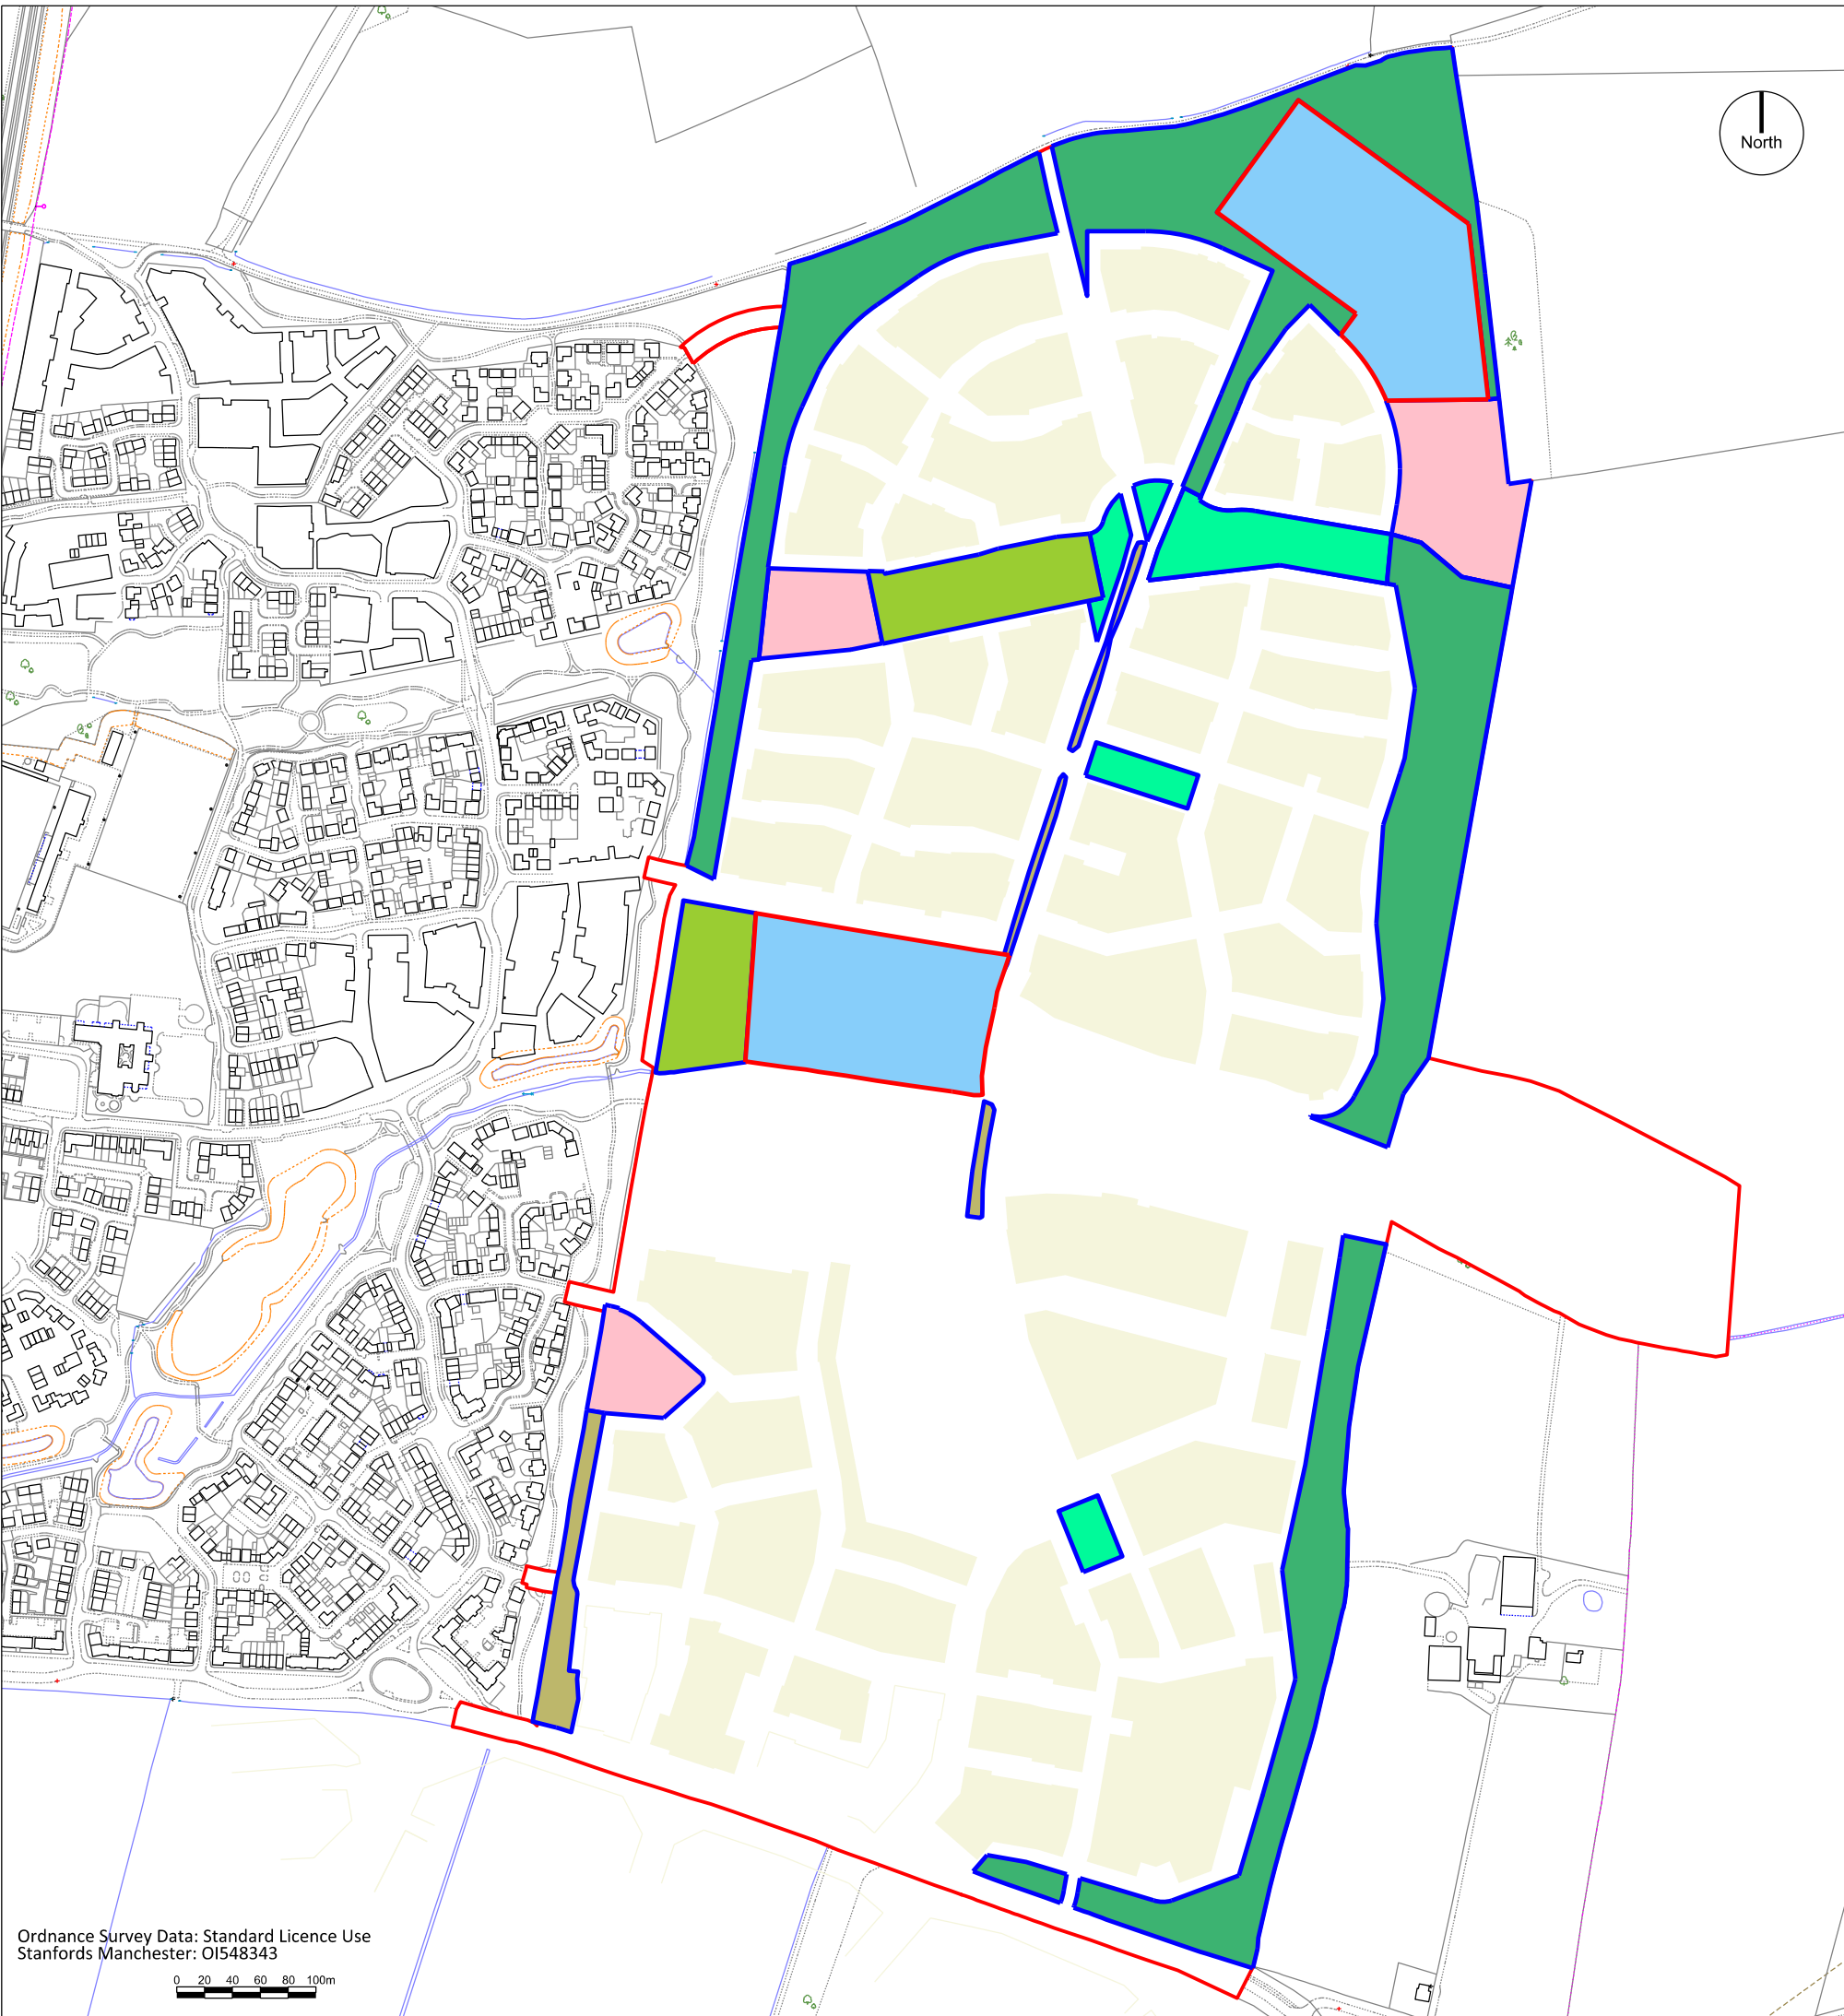 North
Ordnance Survey Data: Standard Licence Use
Stanfords Manchester: OI548343
0 20 40 60 80 100m